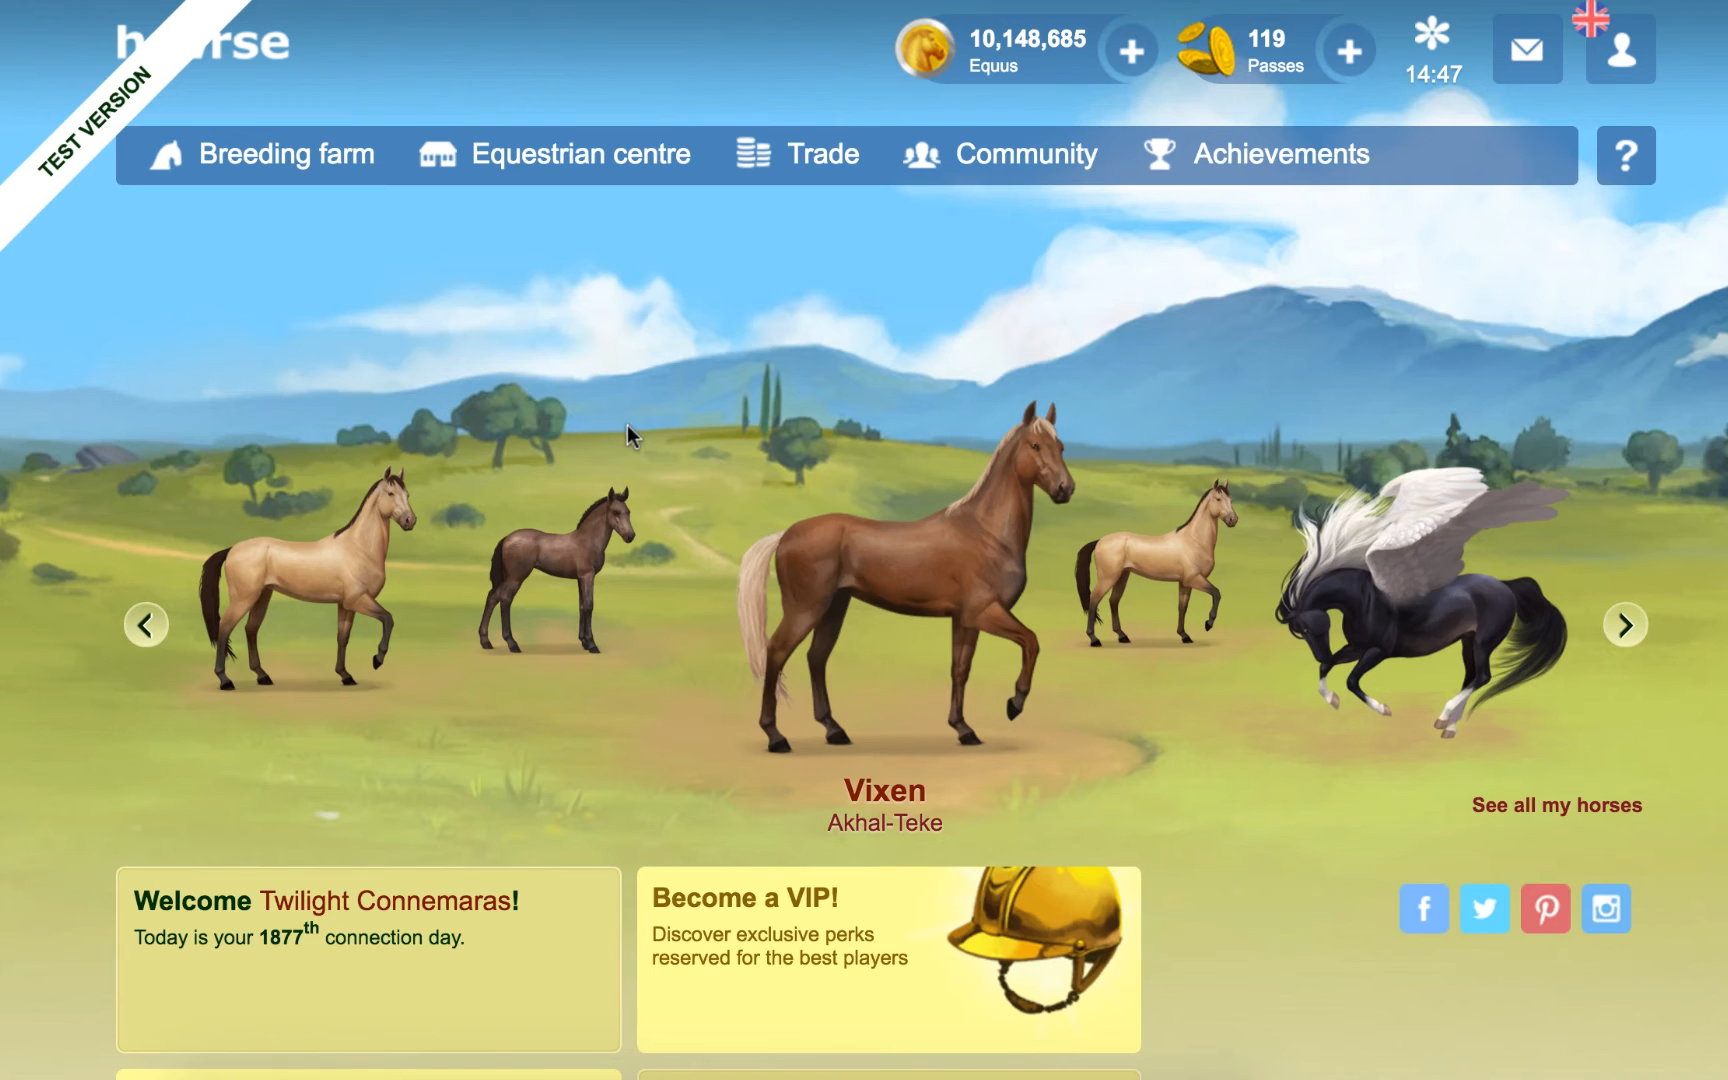 TEST VERSION
10,148,685
Equus
119
Passes
14:47
Breeding farm
Equestrian centre
Trade
Community
Achievements
?
Vixen
Akhal-Teke
See all my horses
Welcome Twilight Connemaras!
Today is your 1877th connection day.
Become a VIP!
Discover exclusive perks
reserved for the best players